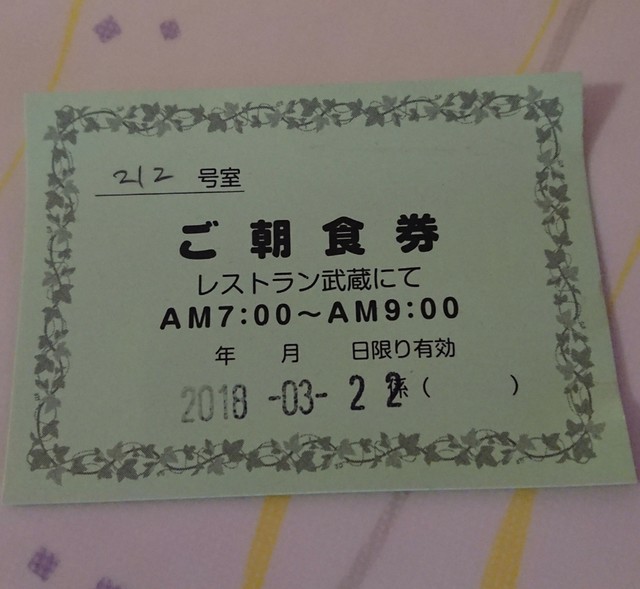 212 号室
ご朝食券
レストラン武蔵にて
AM7:00～AM9:00
年 月 日限り有効
2018 -03- 22 係( )